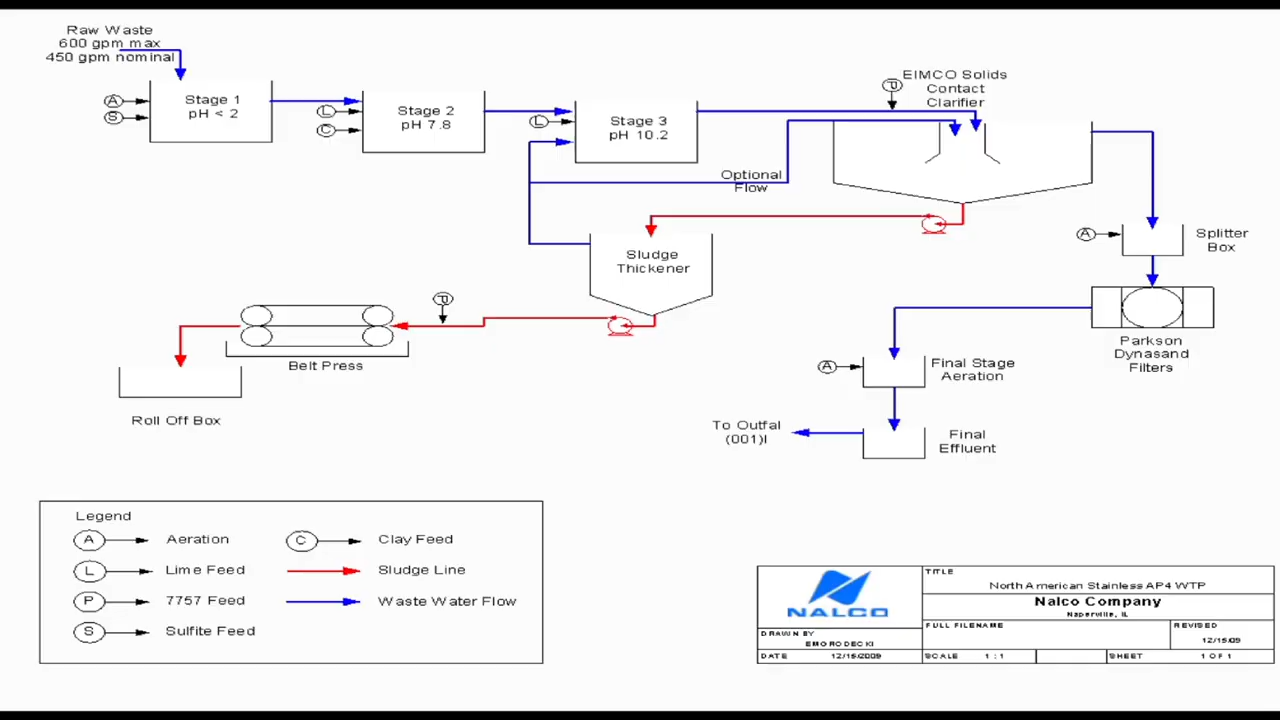 Raw Waste
600 gpm max
450 gpm nominal
A
S
Stage 1
pH < 2
L
C
Stage 2
pH 7.8
L
Stage 3
pH 10.2
P
EIMCO Solids
Contact
Clarifier
Optional
Flow
Sludge
Thickener
A
Splitter
Box
P
Belt Press
Roll Off Box
Parkson
Dynasand
Filters
A
Final Stage
Aeration
To Outfal
(001)l
Final
Effluent
Legend
A Aeration
C Clay Feed
L Lime Feed
Sludge Line
P 7757 Feed
Waste Water Flow
S Sulfite Feed
NALCO
TITLE
North American Stainless AP4 WTP
Nalco Company
Naperville, IL
DRAWN BY
EMORODECKI
FULL FILENAME
REVISED
12/15.09
DATE 12/15/2009
SCALE 1 : 1
SHEET 1 OF 1